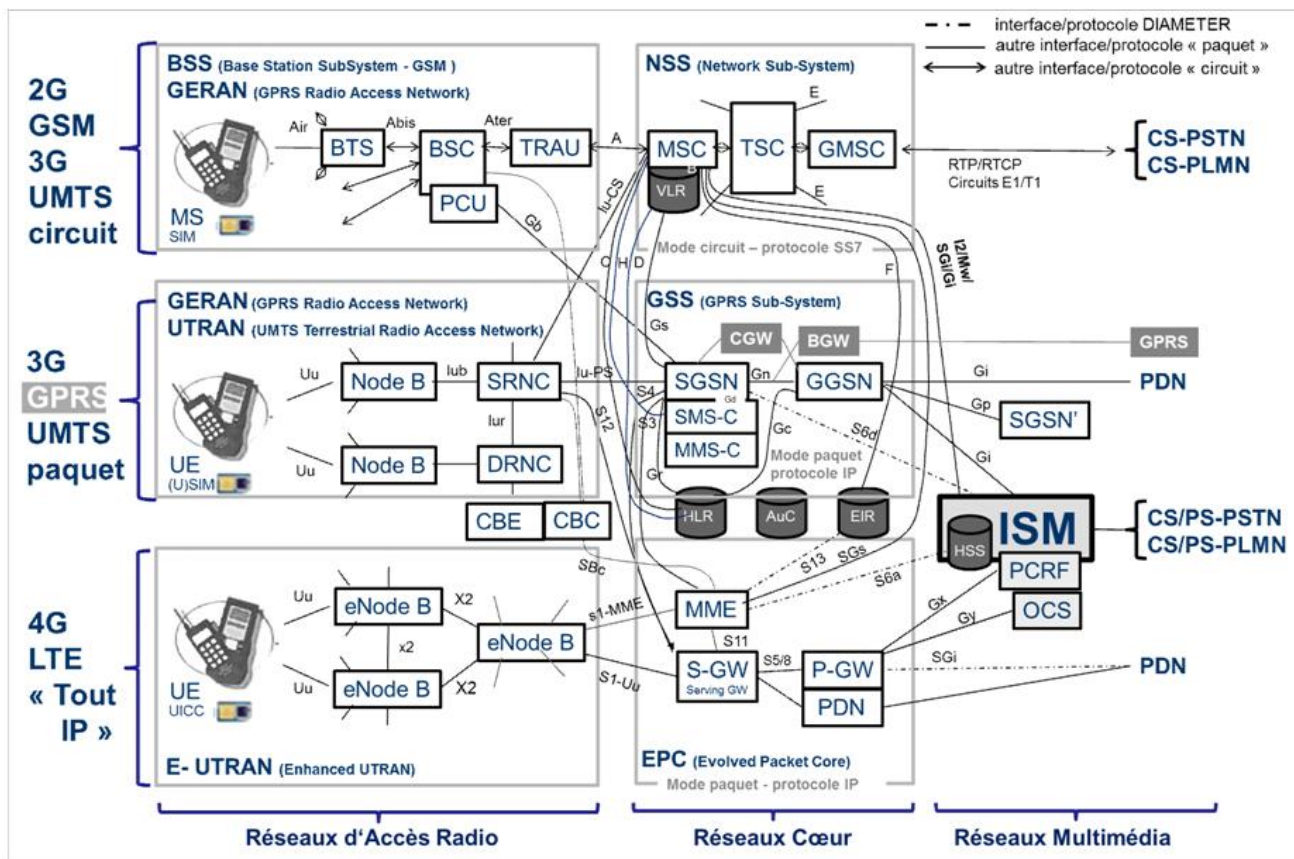 interface/protocole DIAMETER
autre interface/protocole « paquet »
autre interface/protocole « circuit »
2G
GSM
3G
UMTS
circuit
BSS (Base Station SubSystem - GSM )
GERAN (GPRS Radio Access Network)
Air
BTS
Abis
BSC
Ater
TRAU
A
PCU
Gb
Iu-CS
MS
SIM
NSS (Network Sub-System)
E
MSC
B
VLR
TSC
GMSC
E
RTP/RTCP
Circuits E1/T1
CS-PSTN
CS-PLMN
C
H
D
Mode circuit – protocole SS7
F
I2/Mw/
SGi/Gi
3G
GPRS
UMTS
paquet
GERAN (GPRS Radio Access Network)
UTRAN (UMTS Terrestrial Radio Access Network)
Uu
Node B
Iub
SRNC
Iu-PS
S12
Iur
Uu
Node B
DRNC
UE
(U)SIM
CBE
CBC
GSS (GPRS Sub-System)
Gs
CGW
BGW
GPRS
S4
SGSN
Gn
GGSN
Gi
PDN
Gd
S3
SMS-C
MMS-C
Gp
SGSN'
Gc
S6d
Gr
Mode paquet
protocole IP
Gi
HLR
AuC
EIR
ISM
HSS
PCRF
OCS
CS/PS-PSTN
CS/PS-PLMN
4G
LTE
« Tout
IP »
Uu
eNode B
X2
x2
eNode B
Uu
eNode B
X2
UE
UICC
E- UTRAN (Enhanced UTRAN)
SBc
s1-MME
S1-Uu
MME
S13
SGs
S6a
S11
S-GW
Serving GW
S5/8
P-GW
PDN
Gx
Gy
SGi
PDN
EPC (Evolved Packet Core)
Mode paquet - protocole IP
Réseaux d'Accès Radio
Réseaux Cœur
Réseaux Multimédia